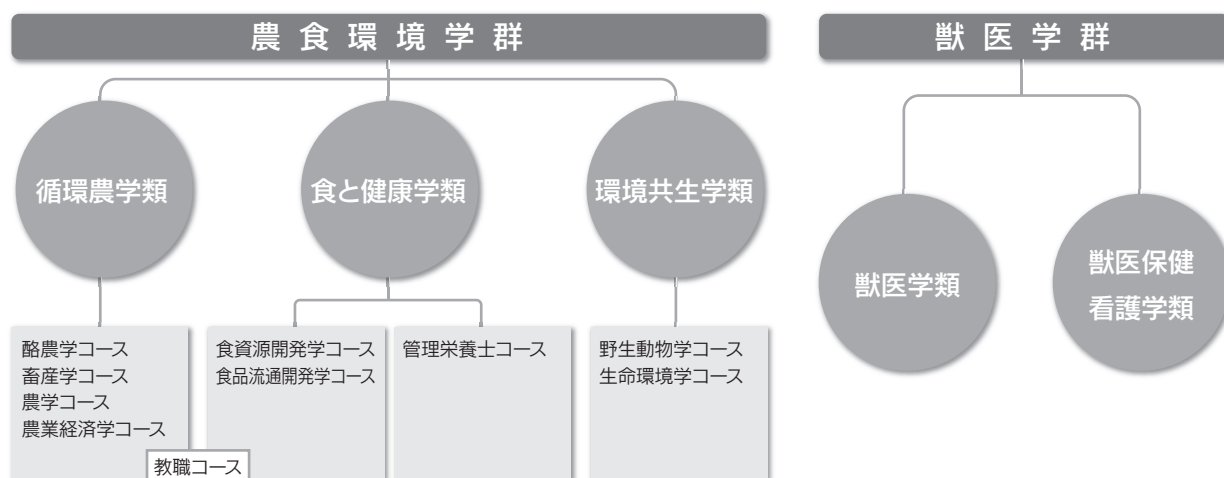 農食環境学群
獣医学群
循環農学類
食と健康学類
環境共生学類
獣医学類
獣医保健
看護学類
酪農学コース
畜産学コース
農学コース
農業経済学コース
教職コース
食資源開発学コース
食品流通開発学コース
管理栄養士コース
野生動物学コース
生命環境学コース